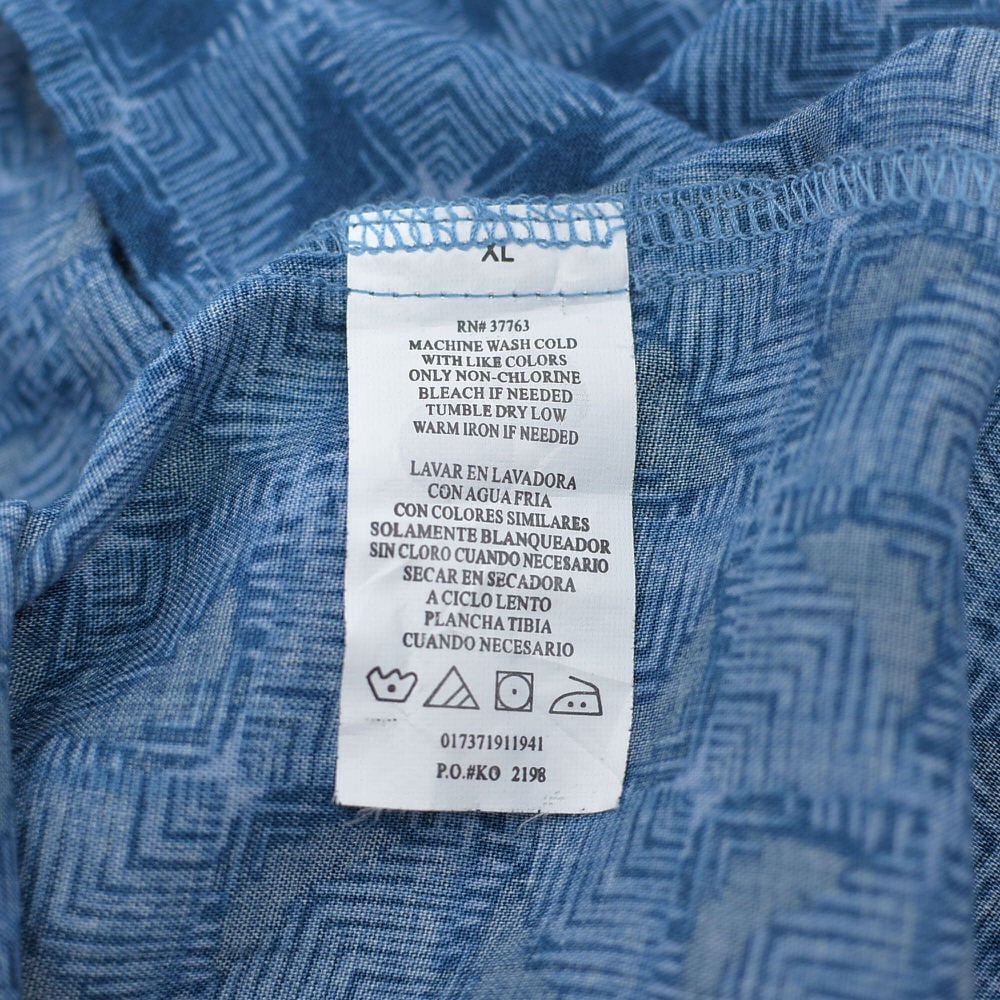 XL
RN# 37763
MACHINE WASH COLD
WITH LIKE COLORS
ONLY NON-CHLORINE
BLEACH IF NEEDED
TUMBLE DRY LOW
WARM IRON IF NEEDED
LAVAR EN LAVADORA
CON AGUA FRIA
CON COLORES SIMILARES
SOLAMENTE BLANQUEADOR
SIN CLORO CUANDO NECESARIO
SECAR EN SECADORA
A CICLO LENTO
PLANCHA TIBIA
CUANDO NECESARIO
017371911941
P.O.#KO 2198